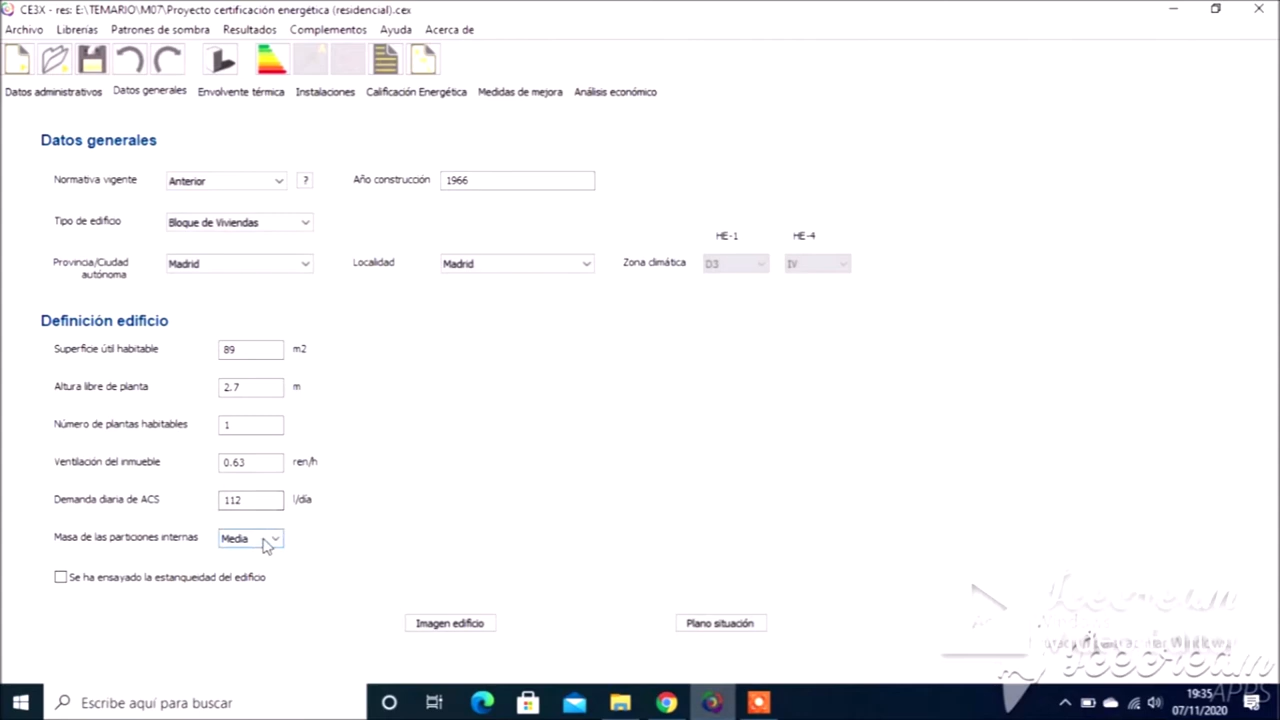 CE3X - res: E:\TEMARIO\M07\Proyecto certificación energética (residencial).cex
Archivo Librerías Patrones de sombra Resultados Complementos Ayuda Acerca de
Datos administrativos Datos generales Envolvente térmica Instalaciones Calificación Energética Medidas de mejora Análisis económico
Datos generales
Normativa vigente Anterior ? Año construcción 1966
Tipo de edificio Bloque de Viviendas
HE-1 HE-4
Provincia/Ciudad autónoma Madrid Localidad Madrid Zona climática D3 IV
Definición edificio
Superficie útil habitable 89 m2
Altura libre de planta 2.7 m
Número de plantas habitables 1
Ventilación del inmueble 0.63 ren/h
Demanda diaria de ACS 112 l/día
Masa de las particiones internas Media
Se ha ensayado la estanqueidad del edificio
Imagen edificio Plano situación
Icecream
Icecream
APPS
Escribe aquí para buscar
19:35
07/11/2020